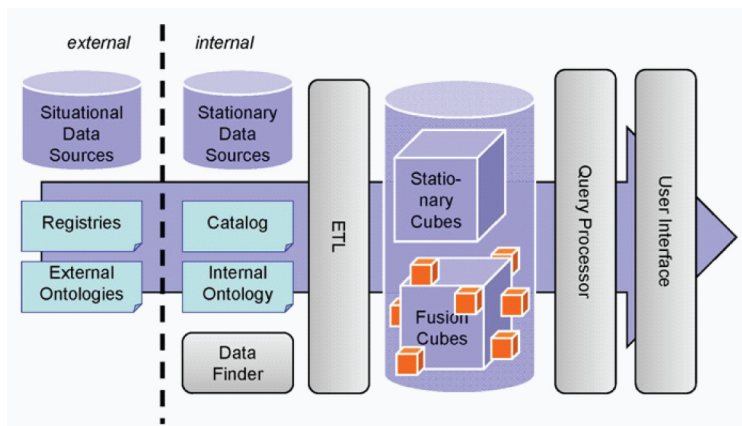 external
internal
Situational
Data
Sources
Stationary
Data
Sources
Registries
External
Ontologies
Catalog
Internal
Ontology
Data
Finder
ETL
Statio-
nary
Cubes
Fusion
Cubes
Query Processor
User Interface